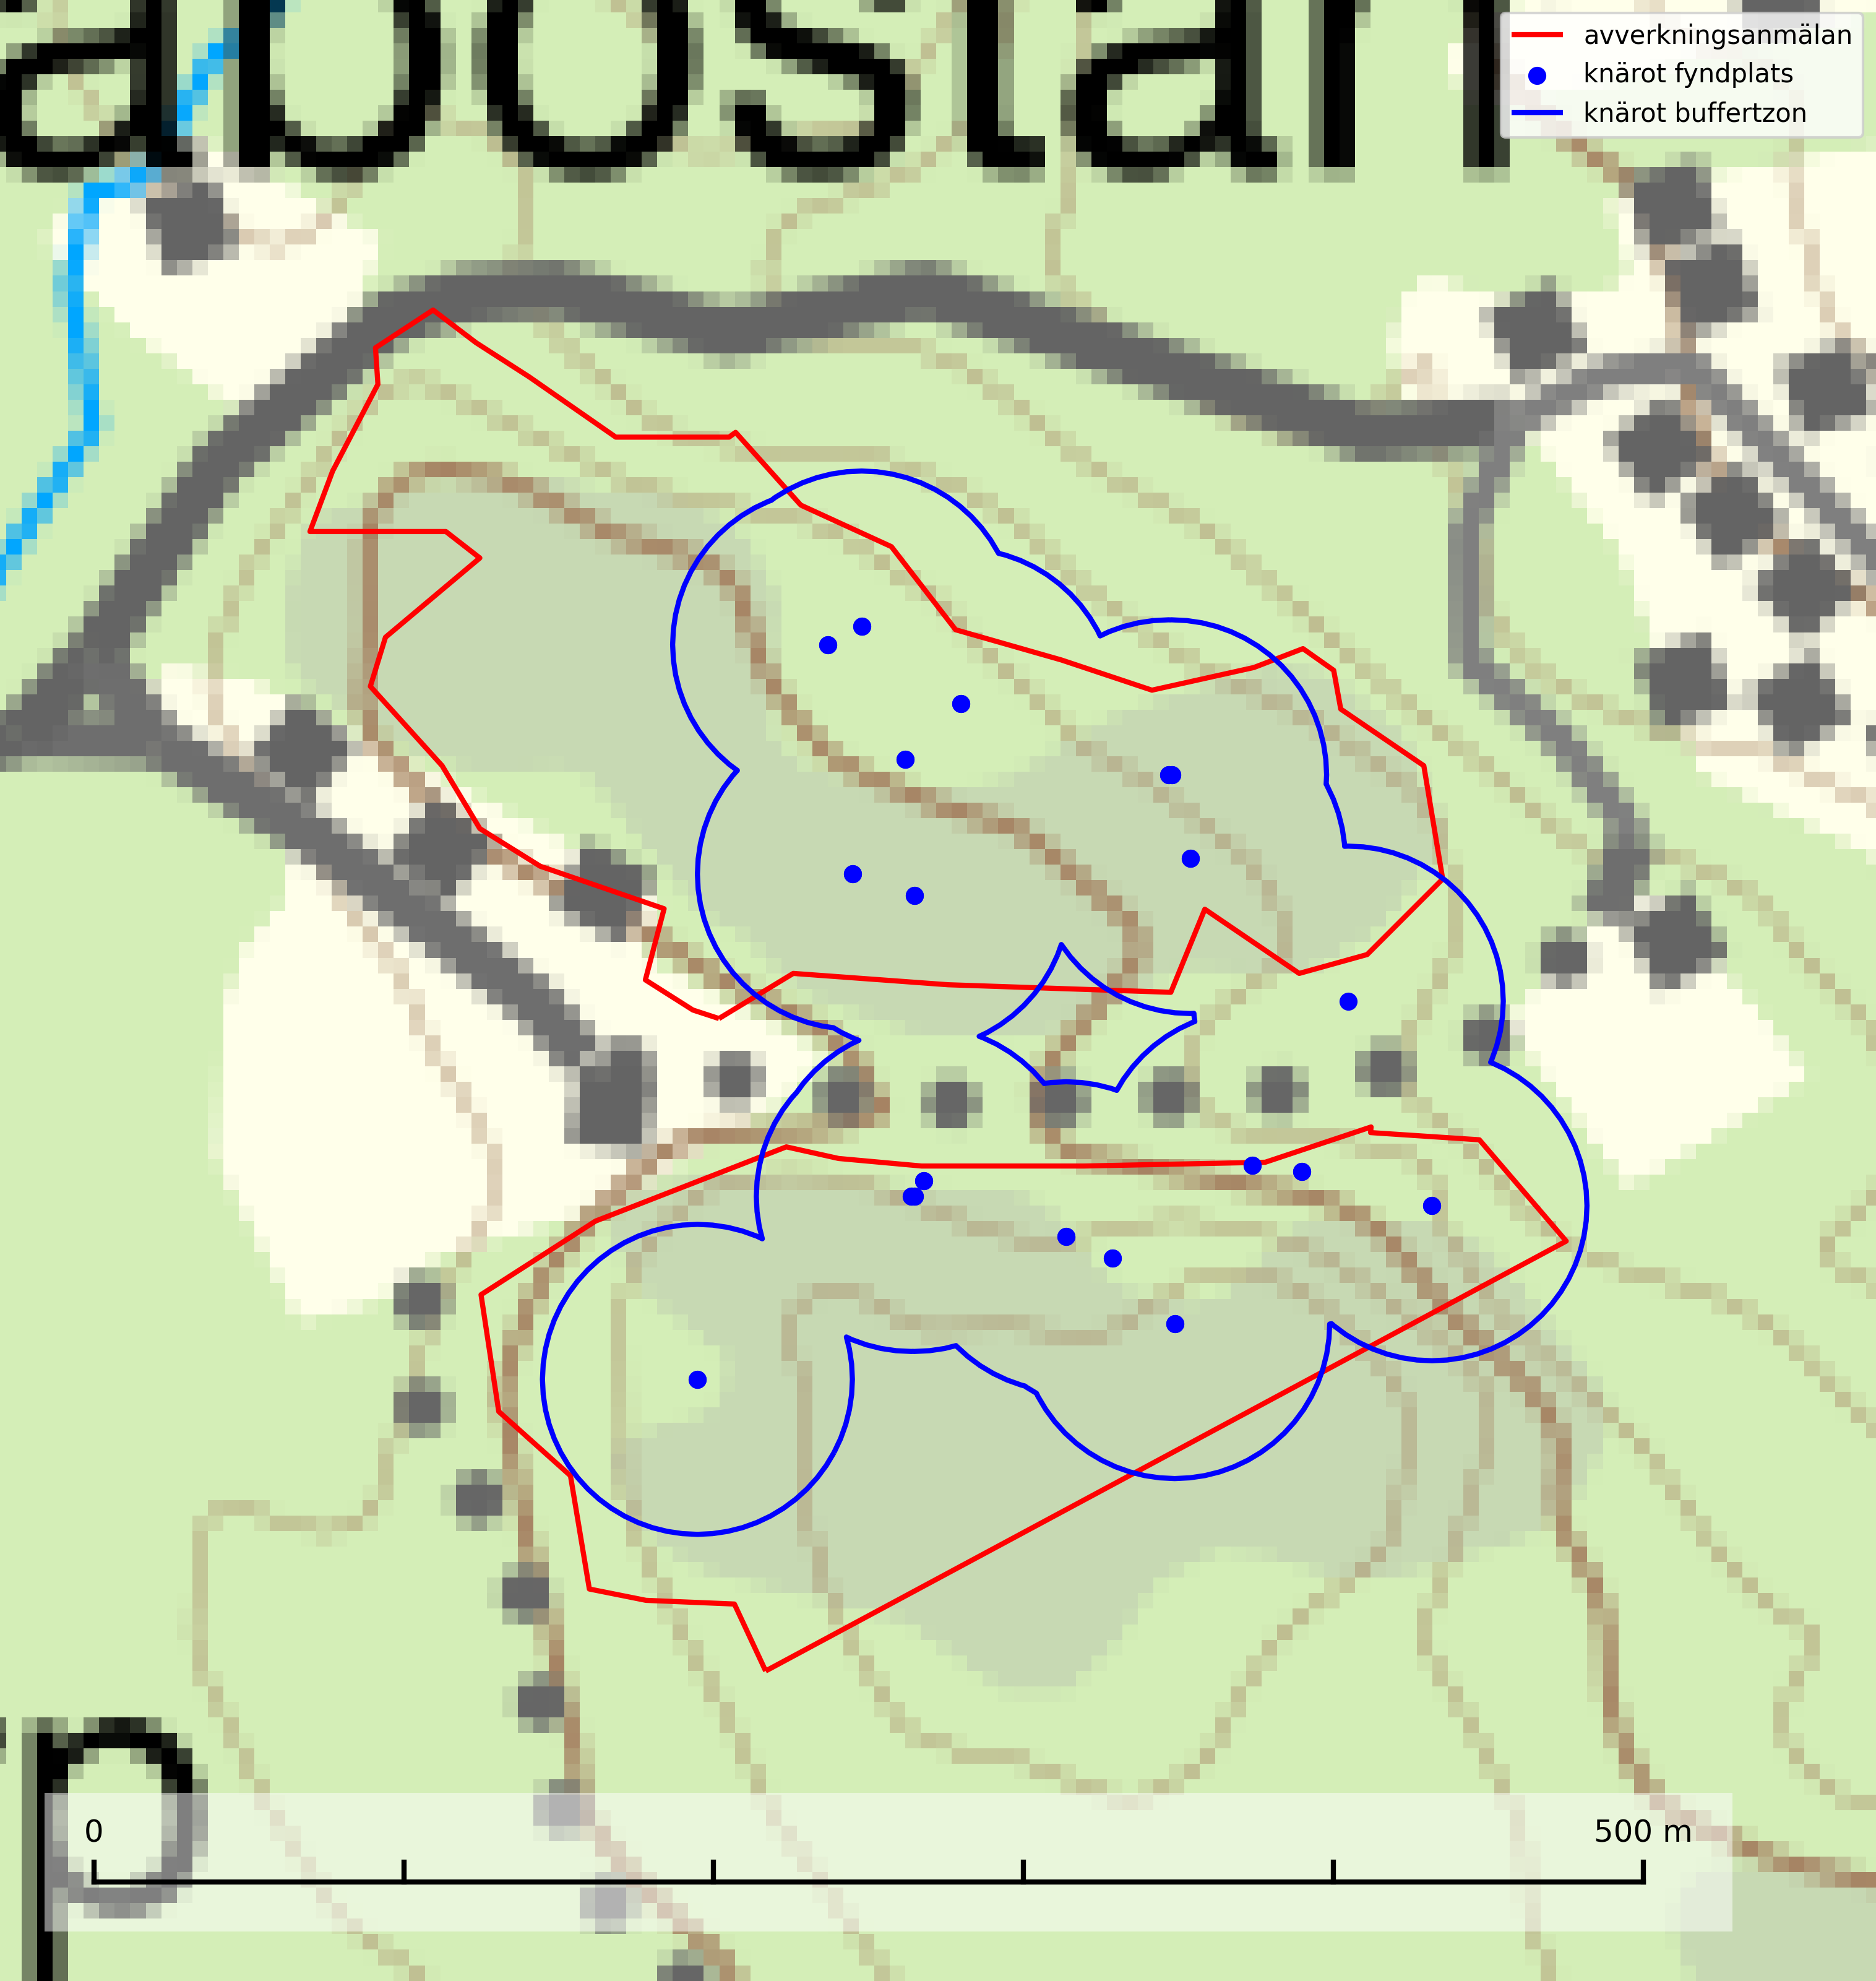 avverkningsanmälan
knärot fyndplats
knärot buffertzon
0
500 m